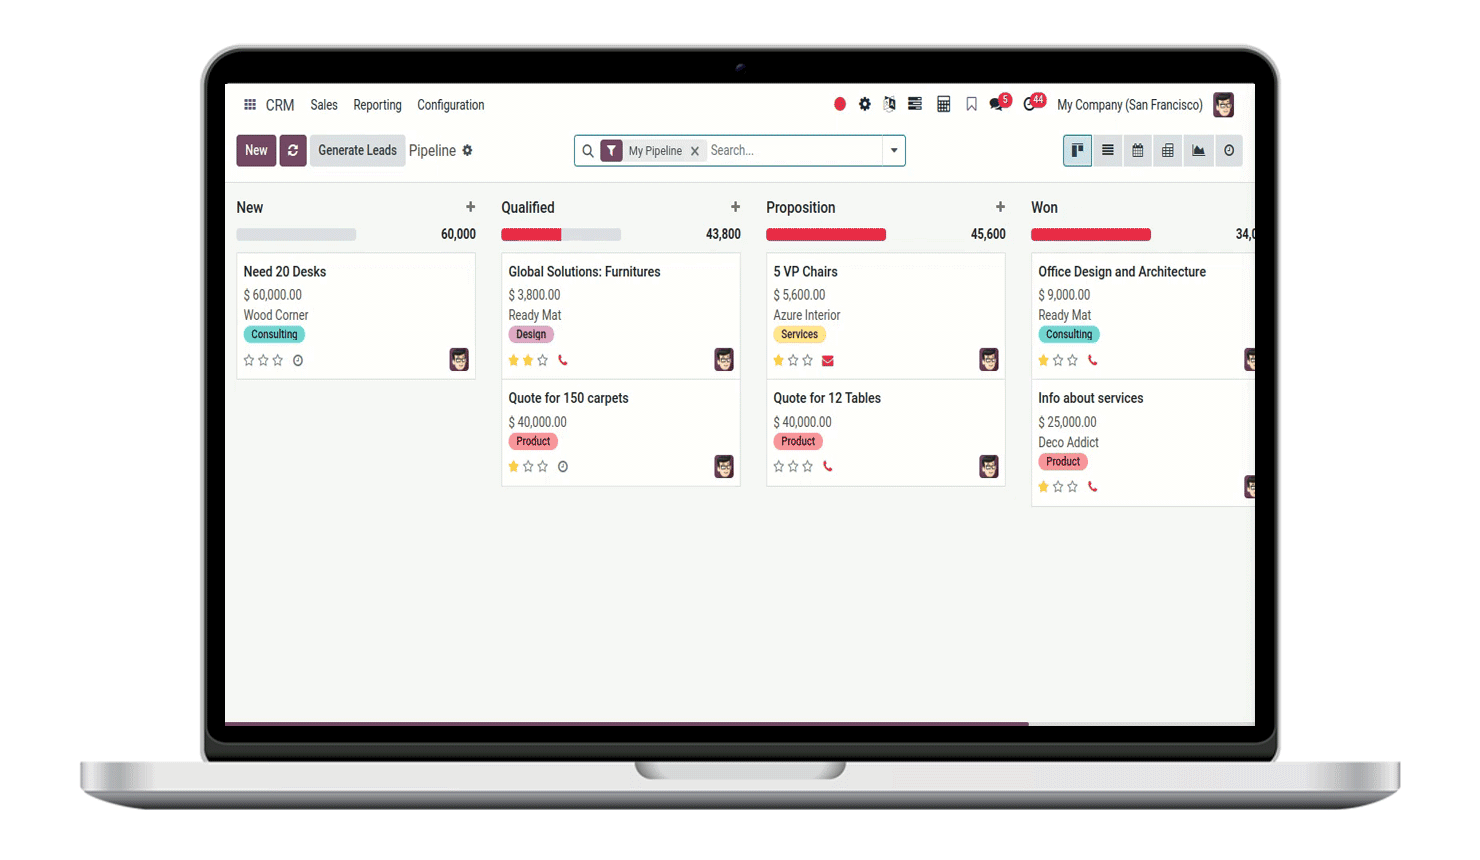 CRM Sales Reporting Configuration 5 44 My Company (San Francisco)
New Generate Leads Pipeline My Pipeline Search...
New Qualified Proposition Won
60,000 43,800 45,600
Need 20 Desks
$ 60,000.00
Wood Corner
Consulting
Global Solutions: Furnitures
$ 3,800.00
Ready Mat
Design
Quote for 150 carpets
$ 40,000.00
Product
5 VP Chairs
$ 5,600.00
Azure Interior
Services
Quote for 12 Tables
$ 40,000.00
Product
Office Design and Architecture
$ 9,000.00
Ready Mat
Consulting
Info about services
$ 25,000.00
Deco Addict
Product